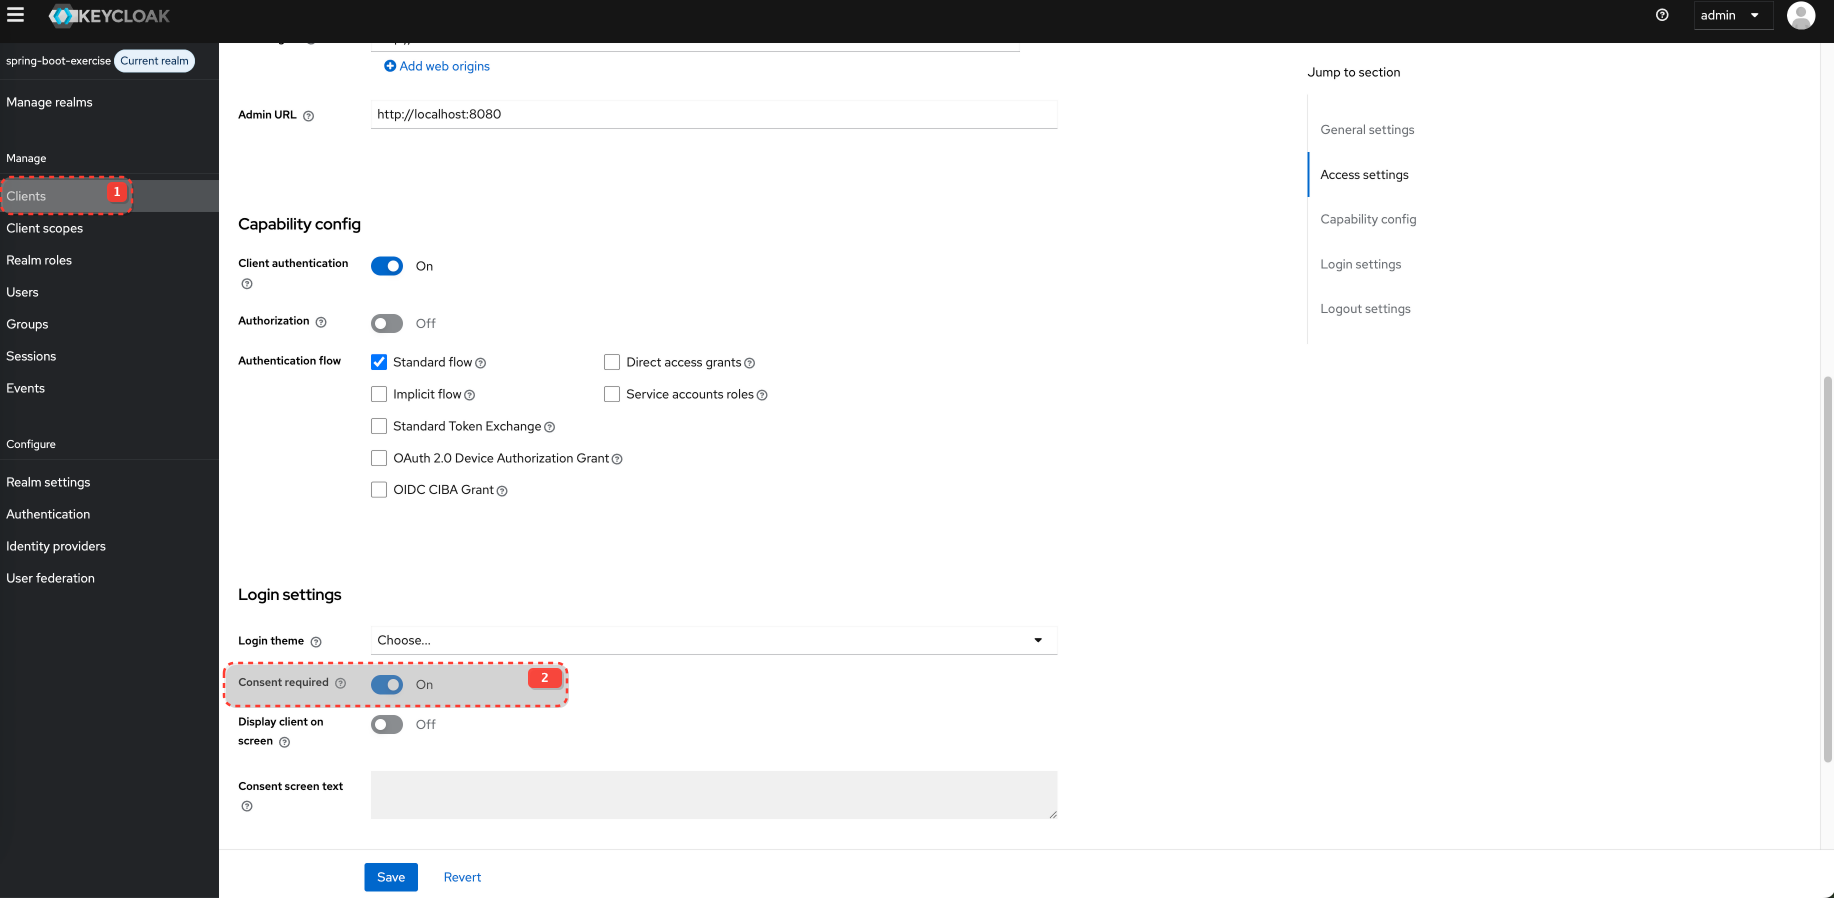 KEYCLOAK
admin
spring-boot-exercise Current realm
Manage realms
Manage
Clients 1
Client scopes
Realm roles
Users
Groups
Sessions
Events
Configure
Realm settings
Authentication
Identity providers
User federation
Add web origins
Admin URL
http://localhost:8080
Capability config
Client authentication
On
Authorization
Off
Authentication flow
Standard flow
Direct access grants
Implicit flow
Service accounts roles
Standard Token Exchange
OAuth 2.0 Device Authorization Grant
OIDC CIBA Grant
Login settings
Login theme
Choose...
Consent required
On
2
Display client on
screen
Off
Consent screen text
Save
Revert
Jump to section
General settings
Access settings
Capability config
Login settings
Logout settings